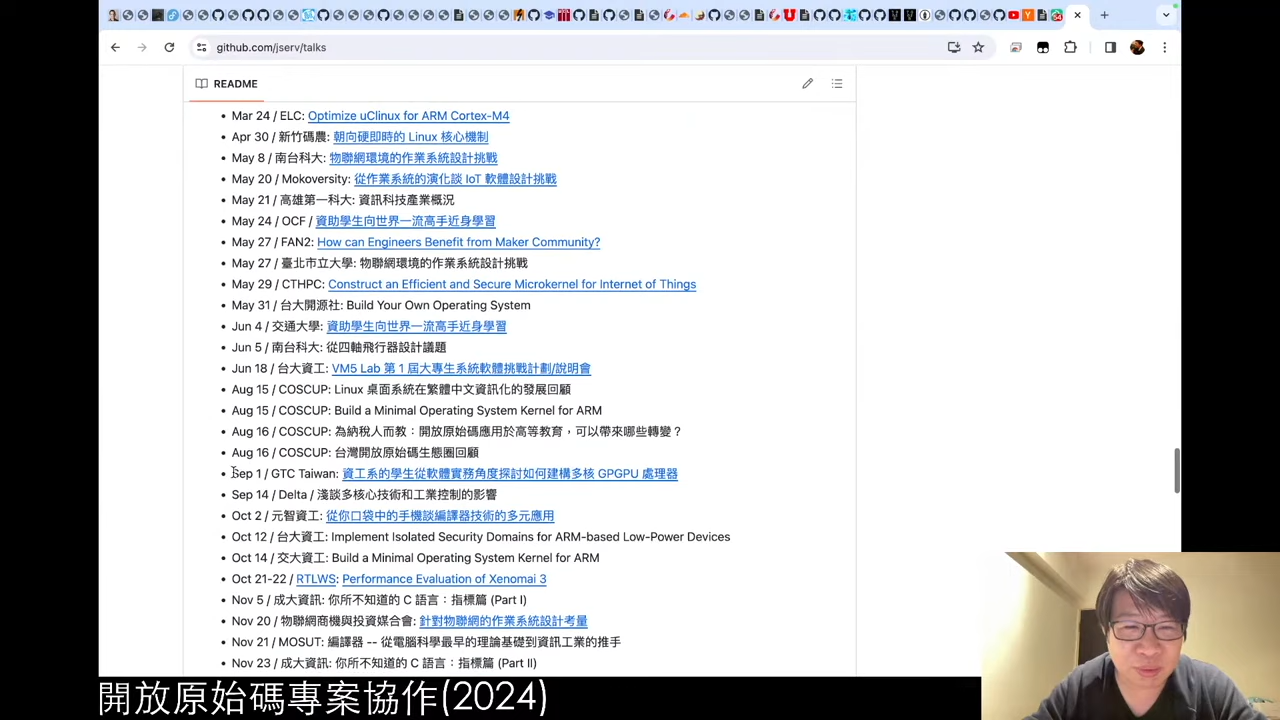 github.com/jserv/talks
README
Mar 24 / ELC: Optimize uClinux for ARM Cortex-M4
Apr 30 / 新竹碼農: 朝向硬即時的 Linux 核心機制
May 8 / 南台科大: 物聯網環境的作業系統設計挑戰
May 20 / Mokoversity: 從作業系統的演化談 IoT 軟體設計挑戰
May 21 / 高雄第一科大: 資訊科技產業概況
May 24 / OCF / 資助學生向世界一流高手近身學習
May 27 / FAN2: How can Engineers Benefit from Maker Community?
May 27 / 臺北市立大學: 物聯網環境的作業系統設計挑戰
May 29 / CTHPC: Construct an Efficient and Secure Microkernel for Internet of Things
May 31 / 台大開源社: Build Your Own Operating System
Jun 4 / 交通大學: 資助學生向世界一流高手近身學習
Jun 5 / 南台科大: 從四軸飛行器設計議題
Jun 18 / 台大資工: VM5 Lab 第 1 屆大專生系統軟體挑戰計劃/說明會
Aug 15 / COSCUP: Linux 桌面系統在繁體中文資訊化的發展回顧
Aug 15 / COSCUP: Build a Minimal Operating System Kernel for ARM
Aug 16 / COSCUP: 為納稅人而教：開放原始碼應用於高等教育，可以帶來哪些轉變？
Aug 16 / COSCUP: 台灣開放原始碼生態圈回顧
Sep 1 / GTC Taiwan: 資工系的學生從軟體實務角度探討如何建構多核 GPGPU 處理器
Sep 14 / Delta / 淺談多核心技術和工業控制的影響
Oct 2 / 元智資工: 從你口袋中的手機談編譯器技術的多元應用
Oct 12 / 台大資工: Implement Isolated Security Domains for ARM-based Low-Power Devices
Oct 14 / 交大資工: Build a Minimal Operating System Kernel for ARM
Oct 21-22 / RTLWS: Performance Evaluation of Xenomai 3
Nov 5 / 成大資訊: 你所不知道的 C 語言：指標篇 (Part I)
Nov 20 / 物聯網商機與投資媒合會: 針對物聯網的作業系統設計考量
Nov 21 / MOSUT: 編譯器 -- 從電腦科學最早的理論基礎到資訊工業的推手
Nov 23 / 成大資訊: 你所不知道的 C 語言：指標篇 (Part II)
開放原始碼專案協作(2024)